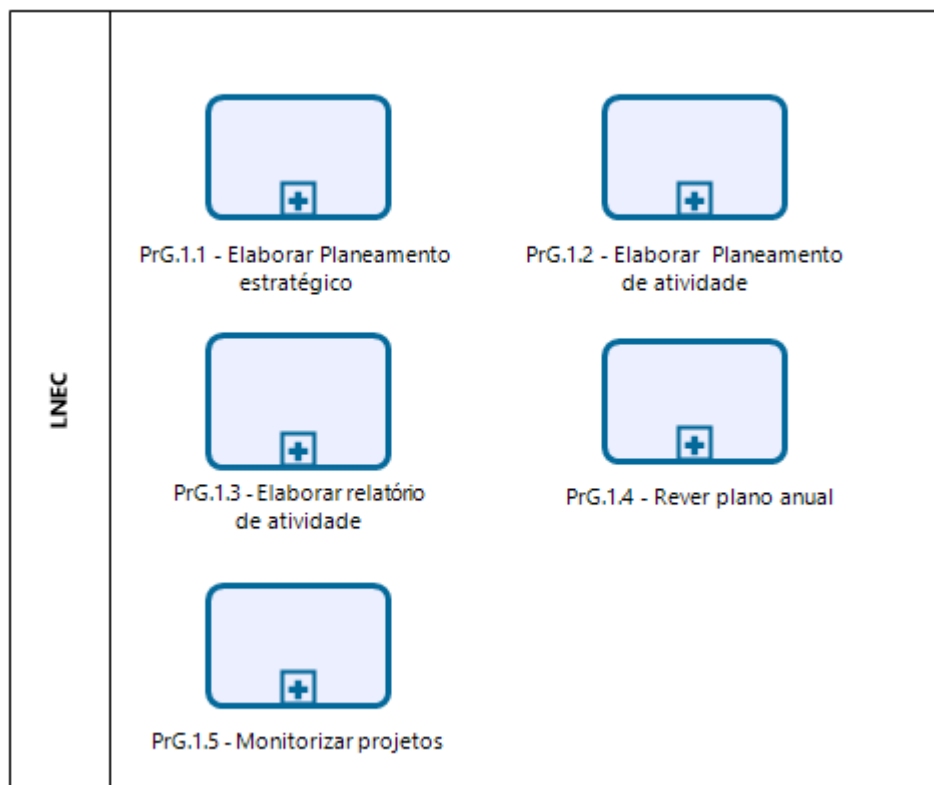 LNEC
PrG.1.1 - Elaborar Planeamento
estratégico
PrG.1.2 - Elaborar  Planeamento
de atividade
PrG.1.3 - Elaborar relatório
de atividade
PrG.1.4 - Rever plano anual
PrG.1.5 - Monitorizar projetos